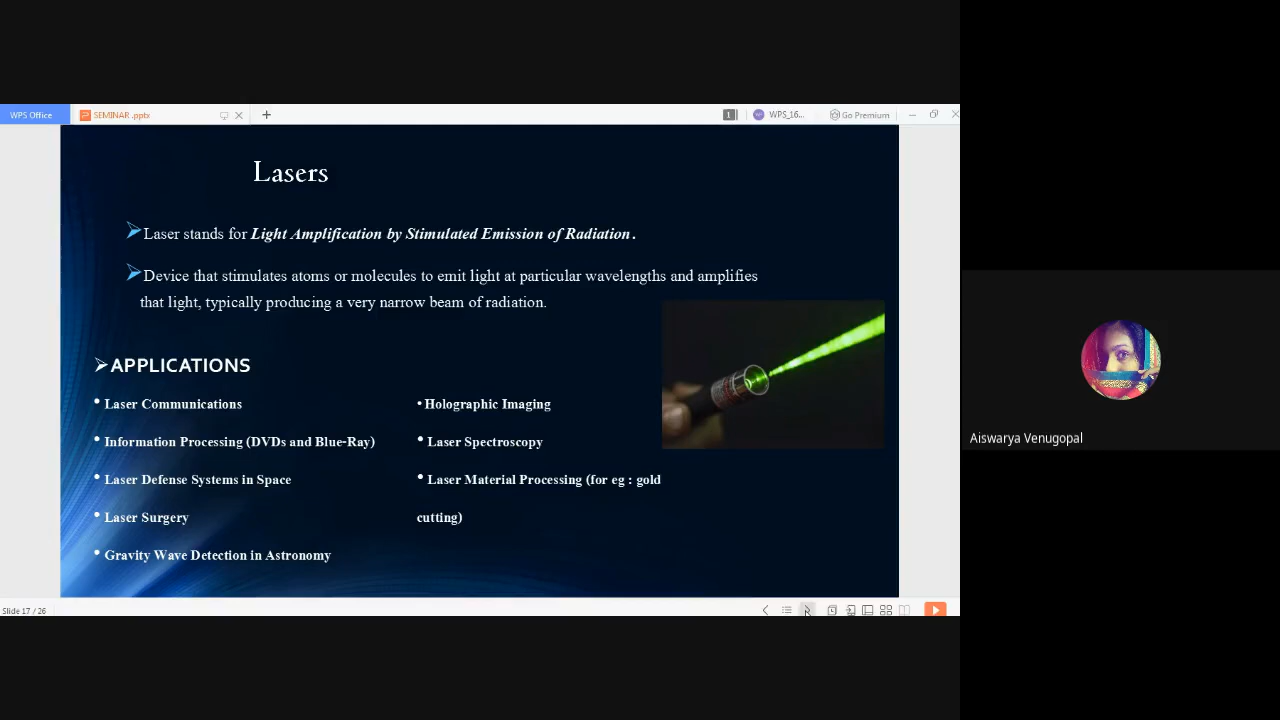 WPS Office
SEMINAR .pptx
1
WPS_16...
Go Premium
Lasers
Laser stands for Light Amplification by Stimulated Emission of Radiation .
Device that stimulates atoms or molecules to emit light at particular wavelengths and amplifies
that light, typically producing a very narrow beam of radiation.
APPLICATIONS
• Laser Communications
• Information Processing (DVDs and Blue-Ray)
• Laser Defense Systems in Space
• Laser Surgery
• Gravity Wave Detection in Astronomy
• Holographic Imaging
• Laser Spectroscopy
• Laser Material Processing (for eg : gold
cutting)
Aiswarya Venugopal
Slide 17 / 26